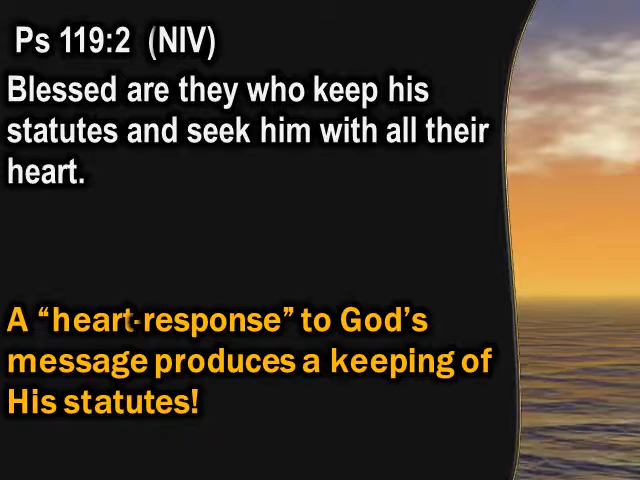 Ps 119:2 (NIV)
Blessed are they who keep his
statutes and seek him with all their
heart.
A “heart-response” to God’s
message produces a keeping of
His statutes!